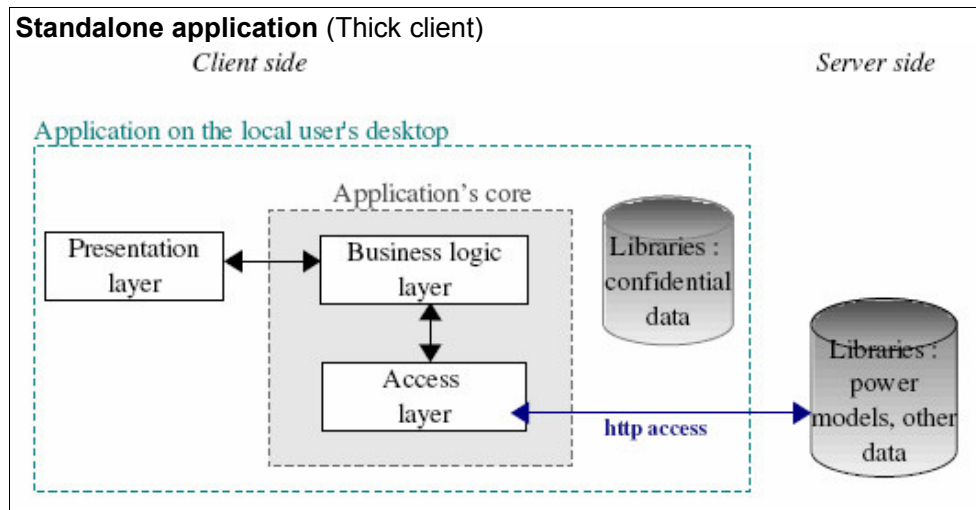 Standalone application (Thick client)
Client side
Server side
Application on the local user's desktop
Application's core
Presentation
layer
Business logic
layer
Libraries :
confidential
data
Access
layer
http access
Libraries :
power
models, other
data